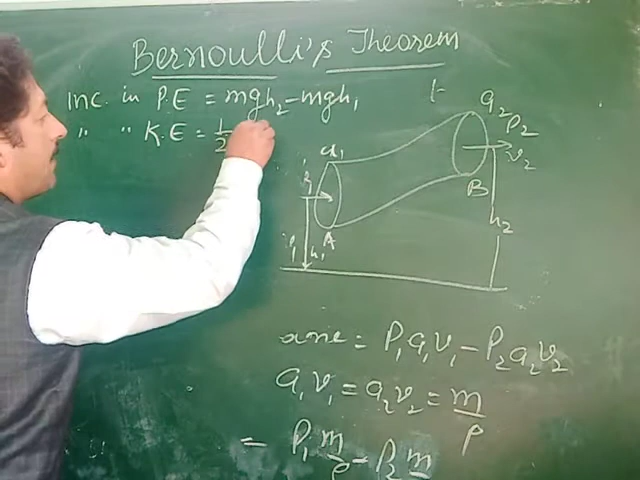 Bernoulli's Theorem
Inc. in P.E = mgh₂ - mgh₁
" " K.E = 1/2
a₁
a₂
P₂
v₂
A
B
h₁
h₂
= P₁a₁v₁ - P₂a₂v₂
a₁v₁ = a₂v₂ = m/ρ
= P₁ m/ρ - P₂ m